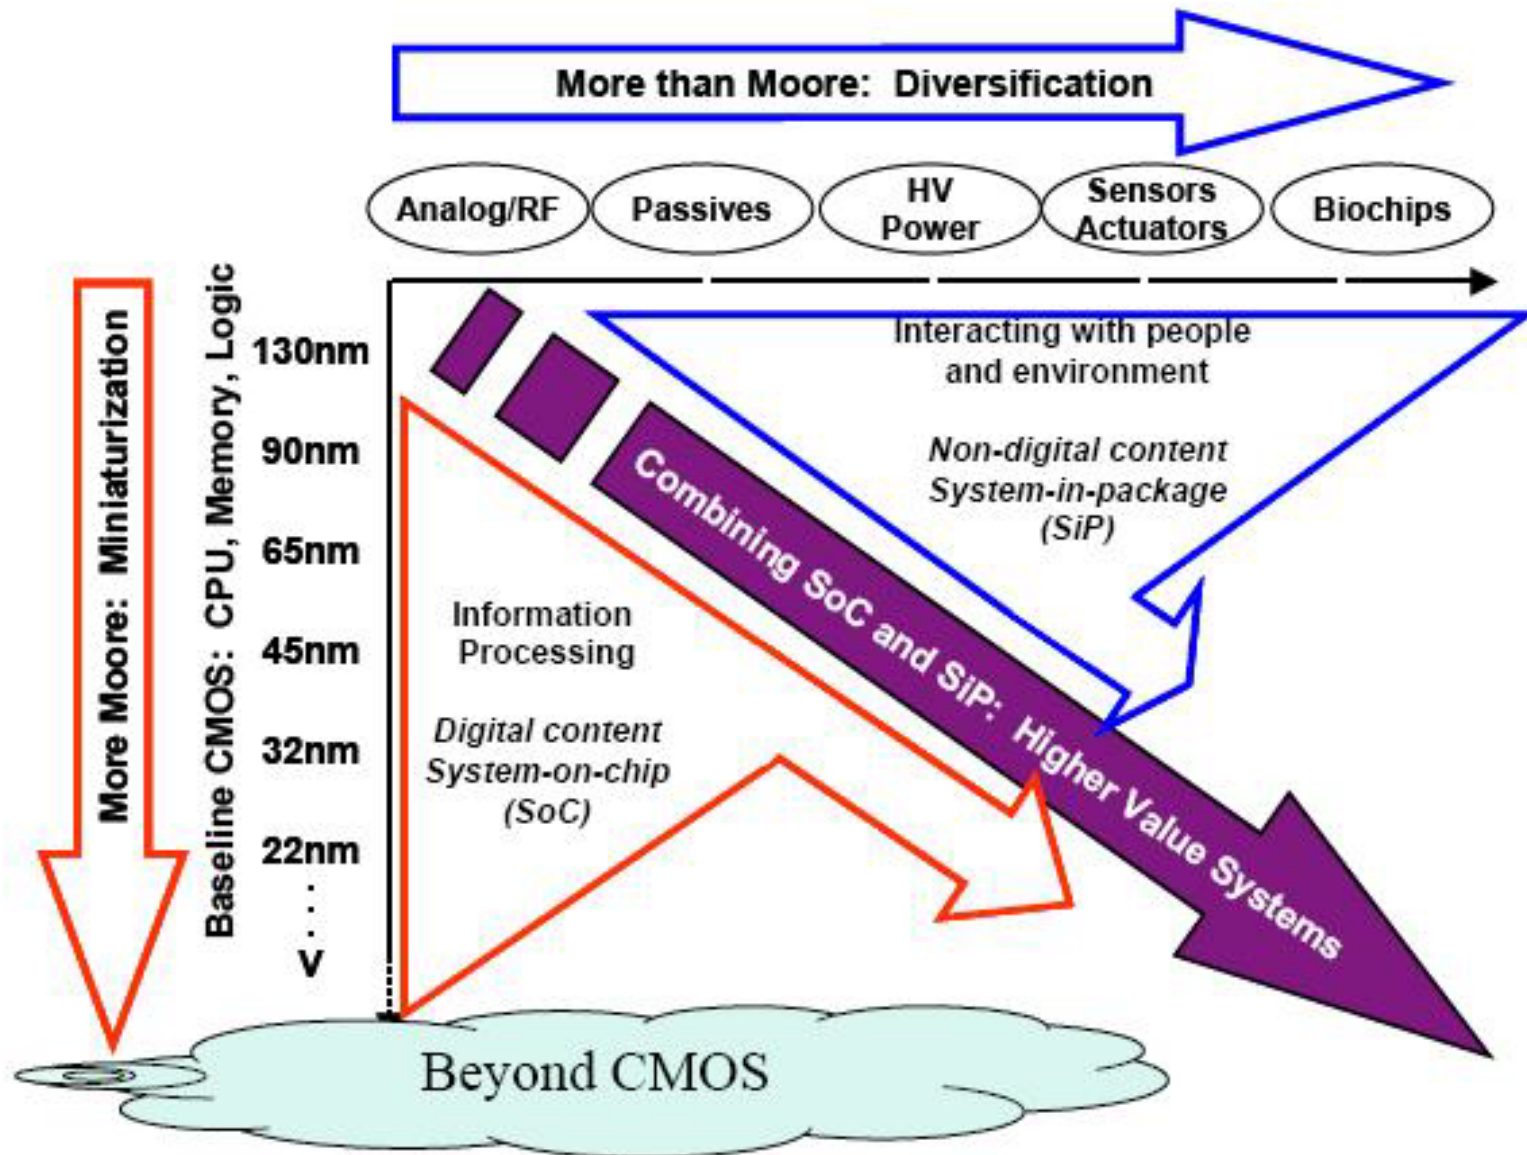 More than Moore: Diversification
Analog/RF
Passives
HV
Power
Sensors
Actuators
Biochips
More Moore: Miniaturization
Baseline CMOS: CPU, Memory, Logic
130nm
90nm
65nm
45nm
32nm
22nm
V
Interacting with people
and environment
Non-digital content
System-in-package
(SiP)
Combining SoC and SiP: Higher Value Systems
Information
Processing
Digital content
System-on-chip
(SoC)
Beyond CMOS